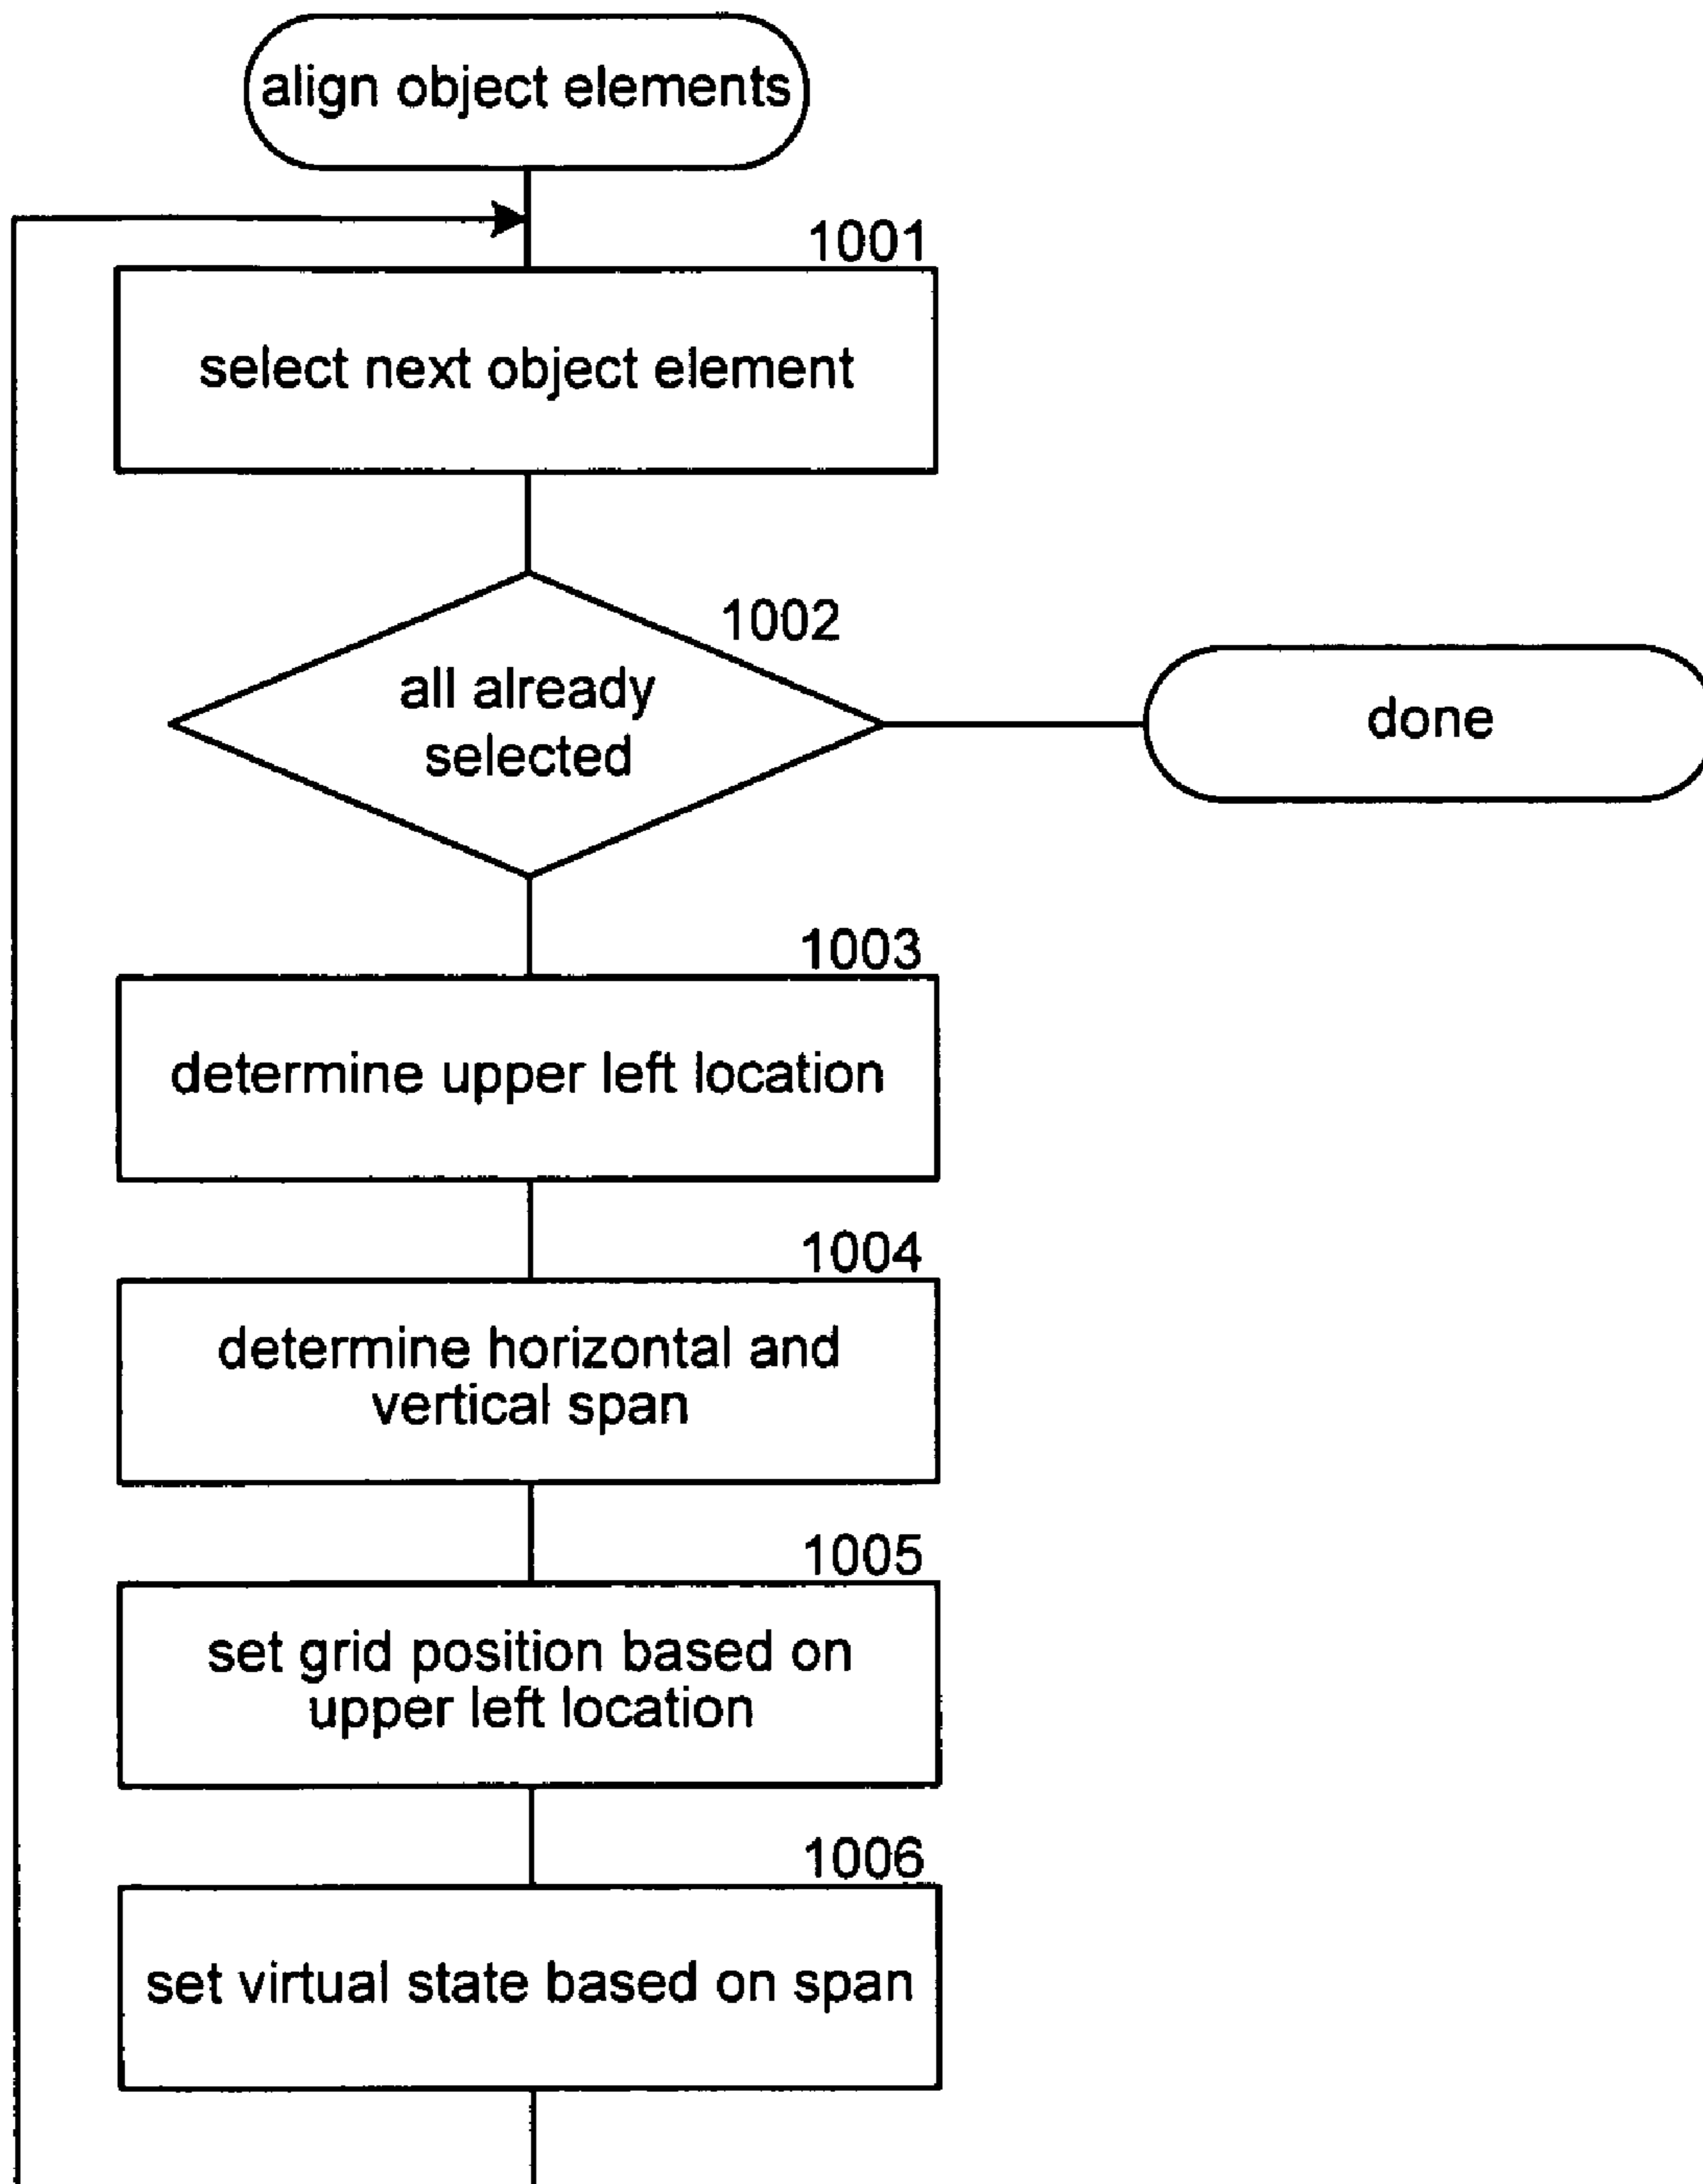 align object elements
1001
select next object element
1002
all already
selected
done
1003
determine upper left location
1004
determine horizontal and
vertical span
1005
set grid position based on
upper left location
1006
set virtual state based on span